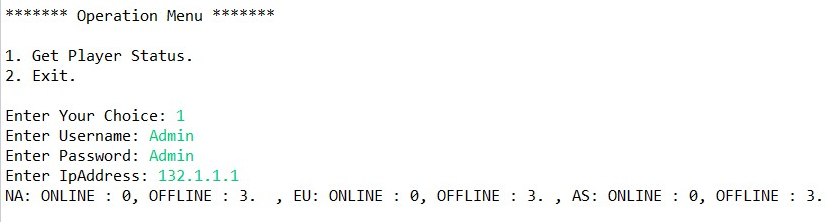 ******* Operation Menu *******
1. Get Player Status.
2. Exit.
Enter Your Choice: 1
Enter Username: Admin
Enter Password: Admin
Enter IpAddress: 132.1.1.1
NA: ONLINE : 0, OFFLINE : 3.  , EU: ONLINE : 0, OFFLINE : 3. , AS: ONLINE : 0, OFFLINE : 3.